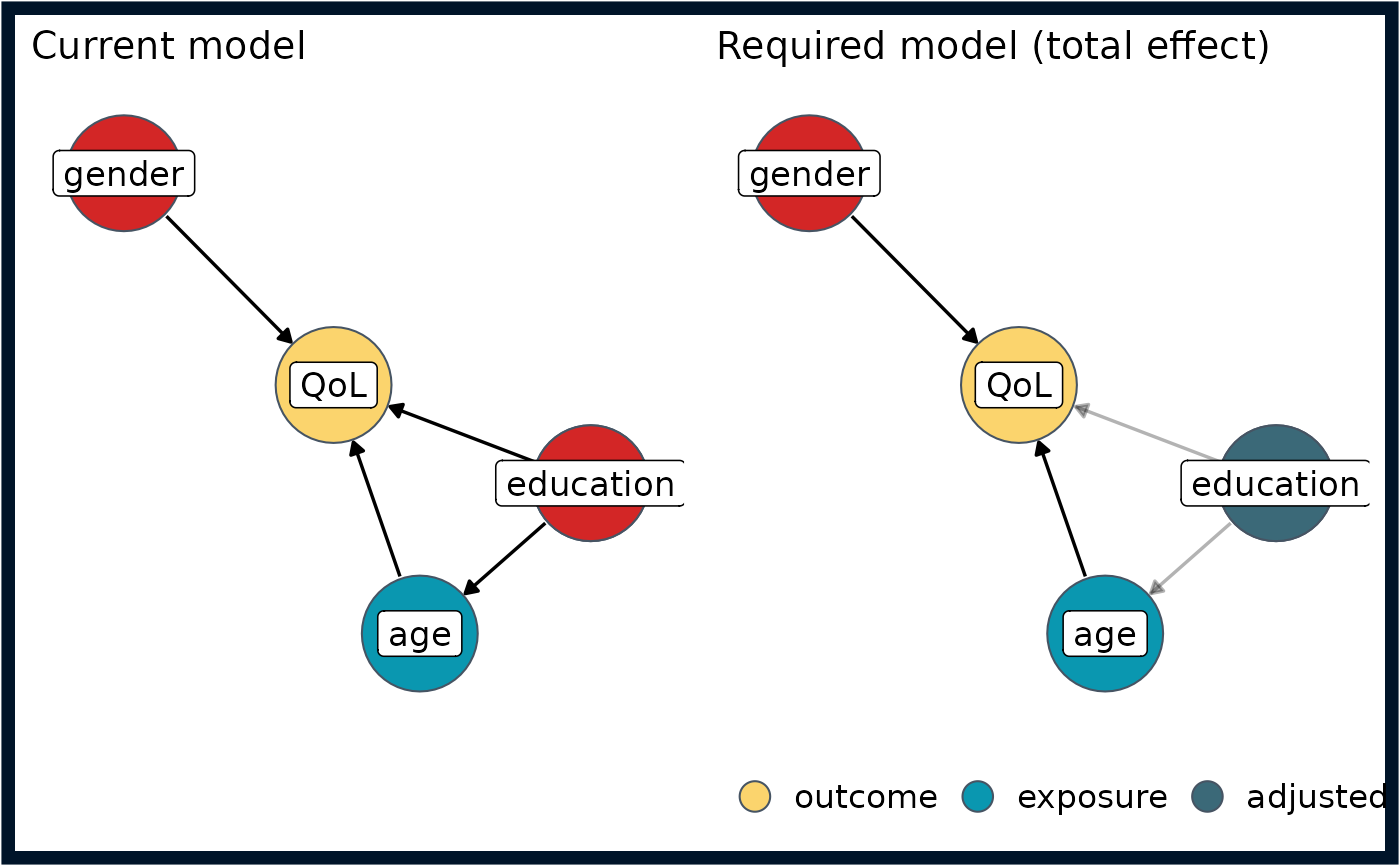 Current model
gender
QoL
education
age
Required model (total effect)
gender
QoL
education
age
outcome
exposure
adjusted